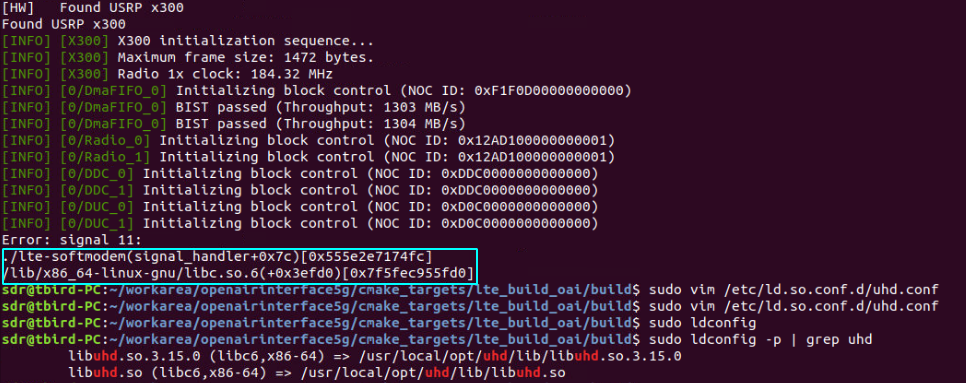 [HW]   Found USRP x300
Found USRP x300
[INFO] [X300] X300 initialization sequence...
[INFO] [X300] Maximum frame size: 1472 bytes.
[INFO] [X300] Radio 1x clock: 184.32 MHz
[INFO] [0/DmaFIFO_0] Initializing block control (NOC ID: 0xF1F0D00000000000)
[INFO] [0/DmaFIFO_0] BIST passed (Throughput: 1303 MB/s)
[INFO] [0/DmaFIFO_0] BIST passed (Throughput: 1304 MB/s)
[INFO] [0/Radio_0] Initializing block control (NOC ID: 0x12AD100000000001)
[INFO] [0/Radio_1] Initializing block control (NOC ID: 0x12AD100000000001)
[INFO] [0/DDC_0] Initializing block control (NOC ID: 0xDDC0000000000000)
[INFO] [0/DDC_1] Initializing block control (NOC ID: 0xDDC0000000000000)
[INFO] [0/DUC_0] Initializing block control (NOC ID: 0xD0C0000000000000)
[INFO] [0/DUC_1] Initializing block control (NOC ID: 0xD0C0000000000000)
Error: signal 11:
./lte-softmodem(signal_handler+0x7c)[0x555e2e7174fc]
/lib/x86_64-linux-gnu/libc.so.6(+0x3efd0)[0x7f5fec955fd0]
sdr@tbird-PC:~/workarea/openairinterface5g/cmake_targets/lte_build_oai/build$ sudo vim /etc/ld.so.conf.d/uhd.conf
sdr@tbird-PC:~/workarea/openairinterface5g/cmake_targets/lte_build_oai/build$ sudo vim /etc/ld.so.conf.d/uhd.conf
sdr@tbird-PC:~/workarea/openairinterface5g/cmake_targets/lte_build_oai/build$ sudo ldconfig
sdr@tbird-PC:~/workarea/openairinterface5g/cmake_targets/lte_build_oai/build$ sudo ldconfig -p | grep uhd
libuhd.so.3.15.0 (libc6,x86-64) => /usr/local/opt/uhd/lib/libuhd.so.3.15.0
libuhd.so (libc6,x86-64) => /usr/local/opt/uhd/lib/libuhd.so